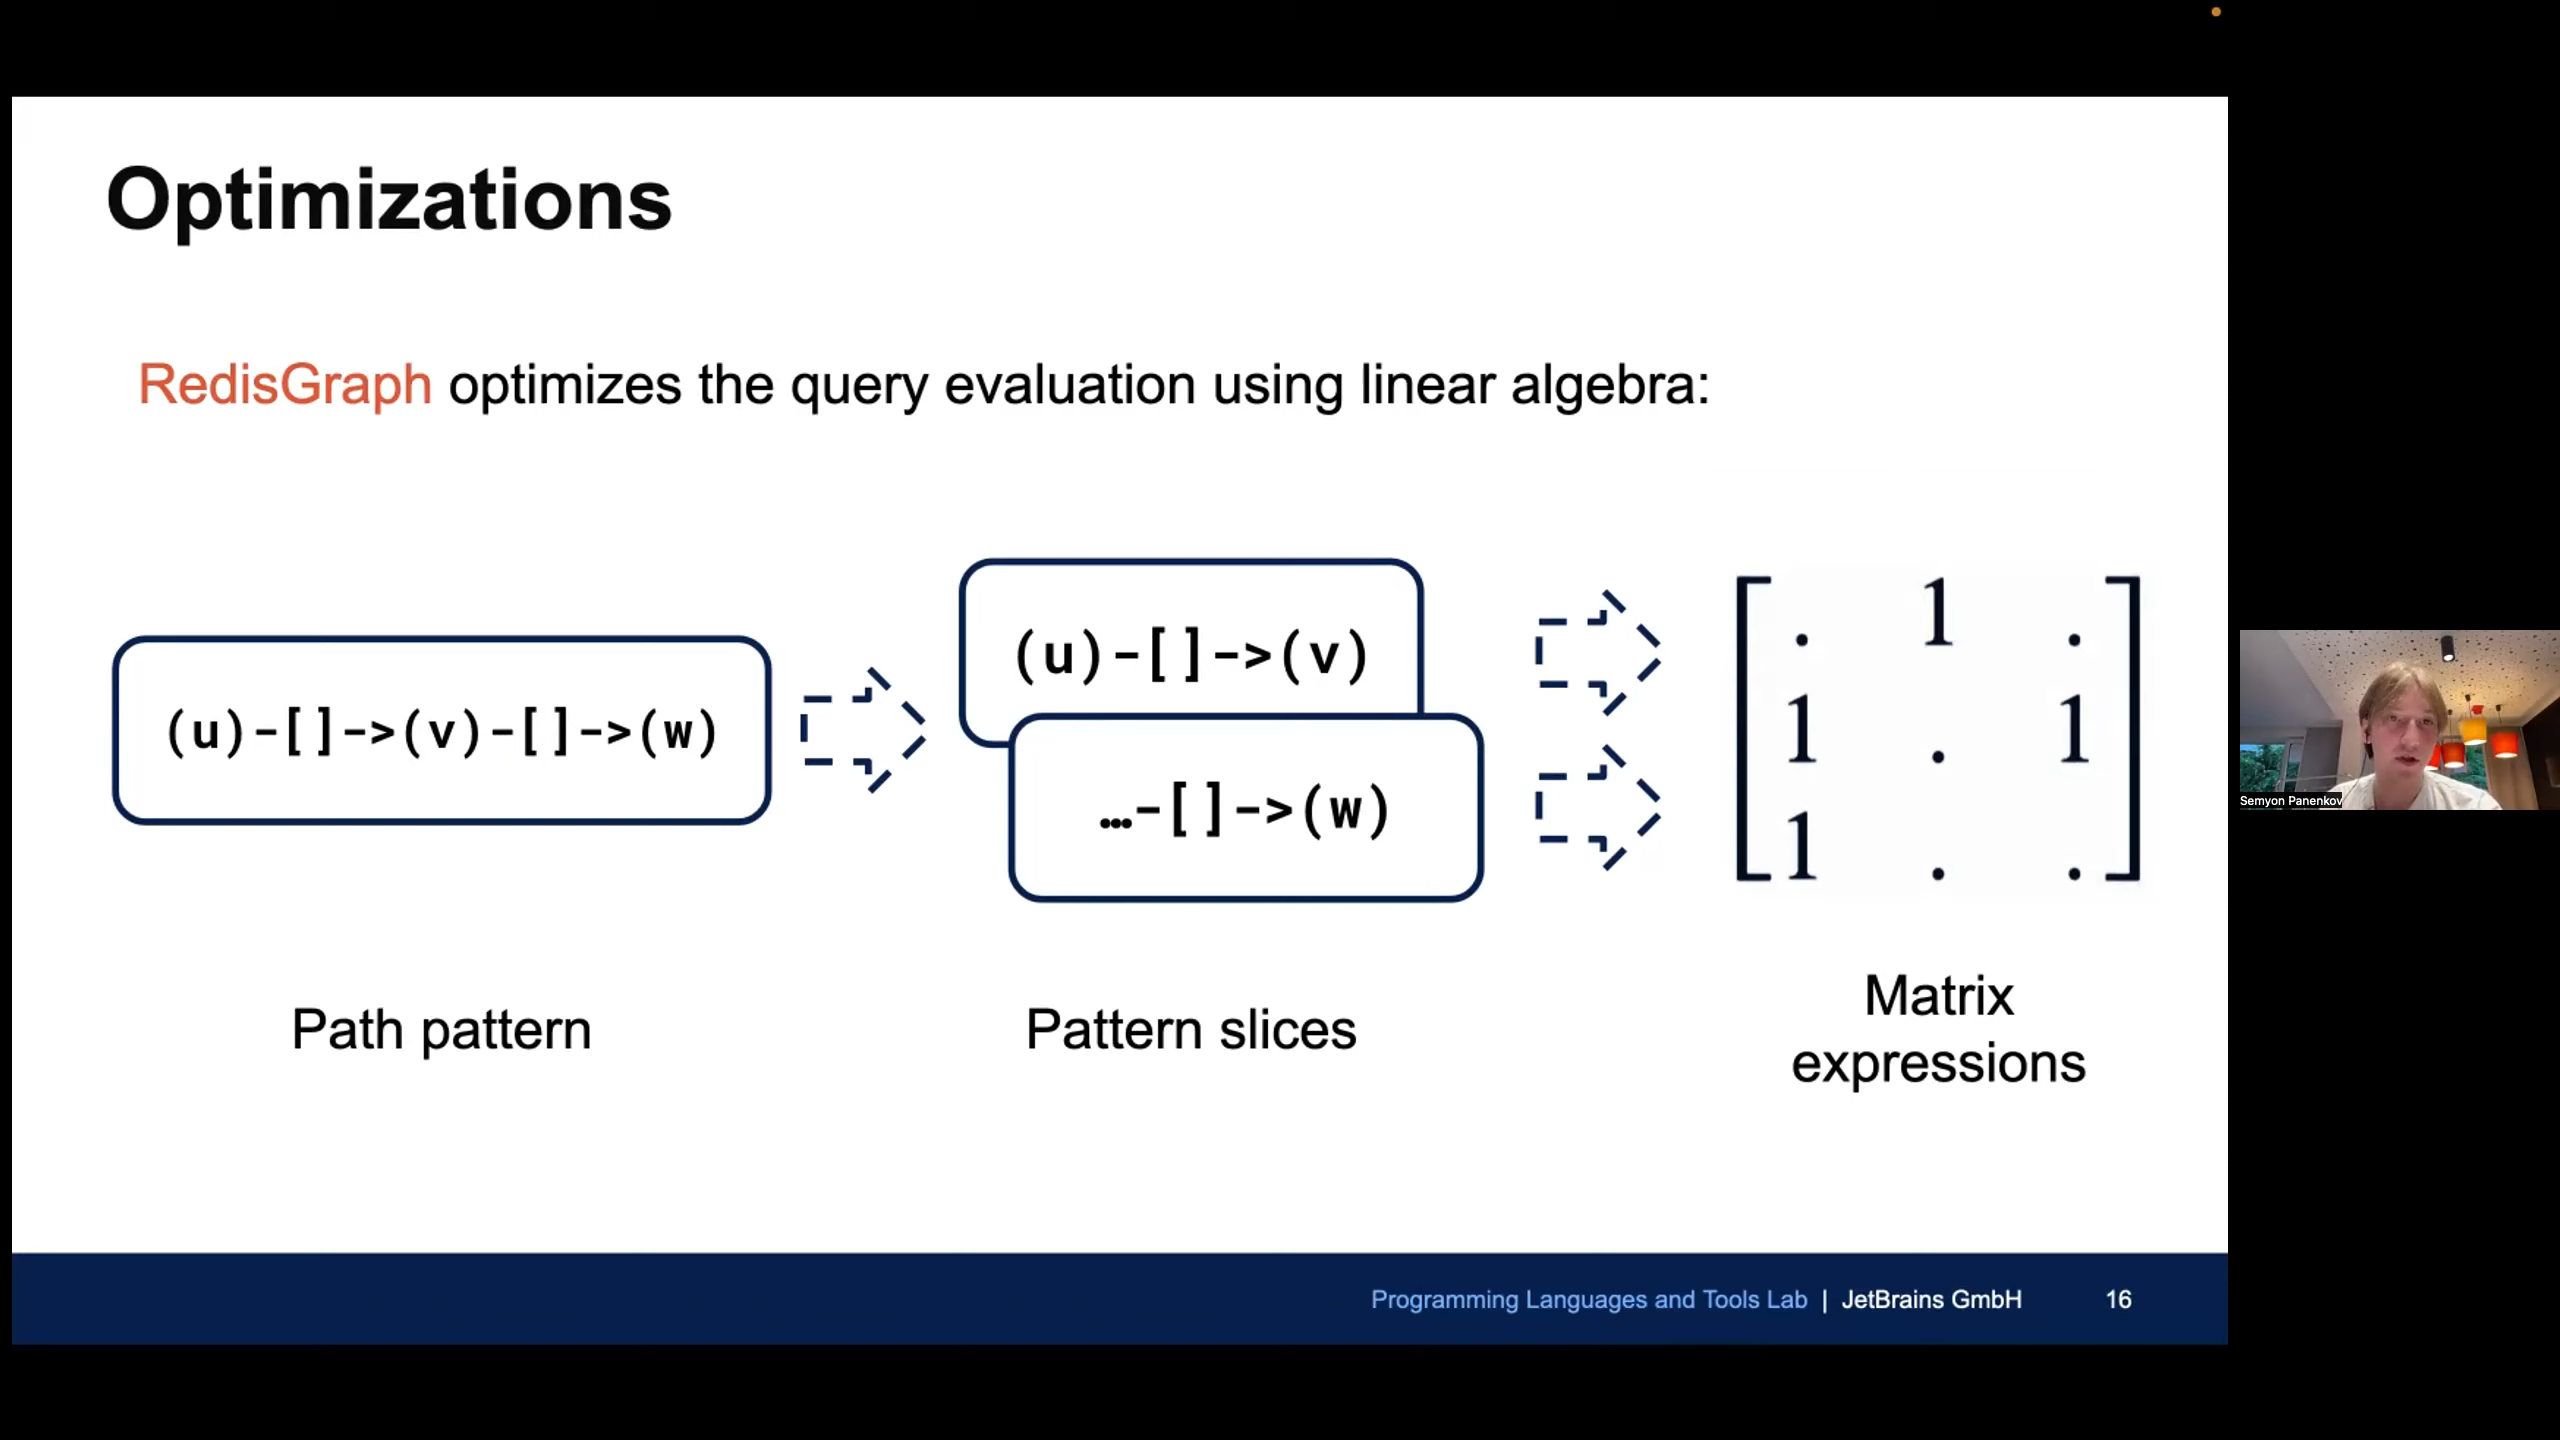 Optimizations
RedisGraph optimizes the query evaluation using linear algebra:
(u)-[]->(v)-[]->(w)
(u)-[]->(v)
…-[]->(w)
. 1 .
1 . 1
1 . .
Path pattern
Pattern slices
Matrix
expressions
Semyon Panenkov
Programming Languages and Tools Lab | JetBrains GmbH 16